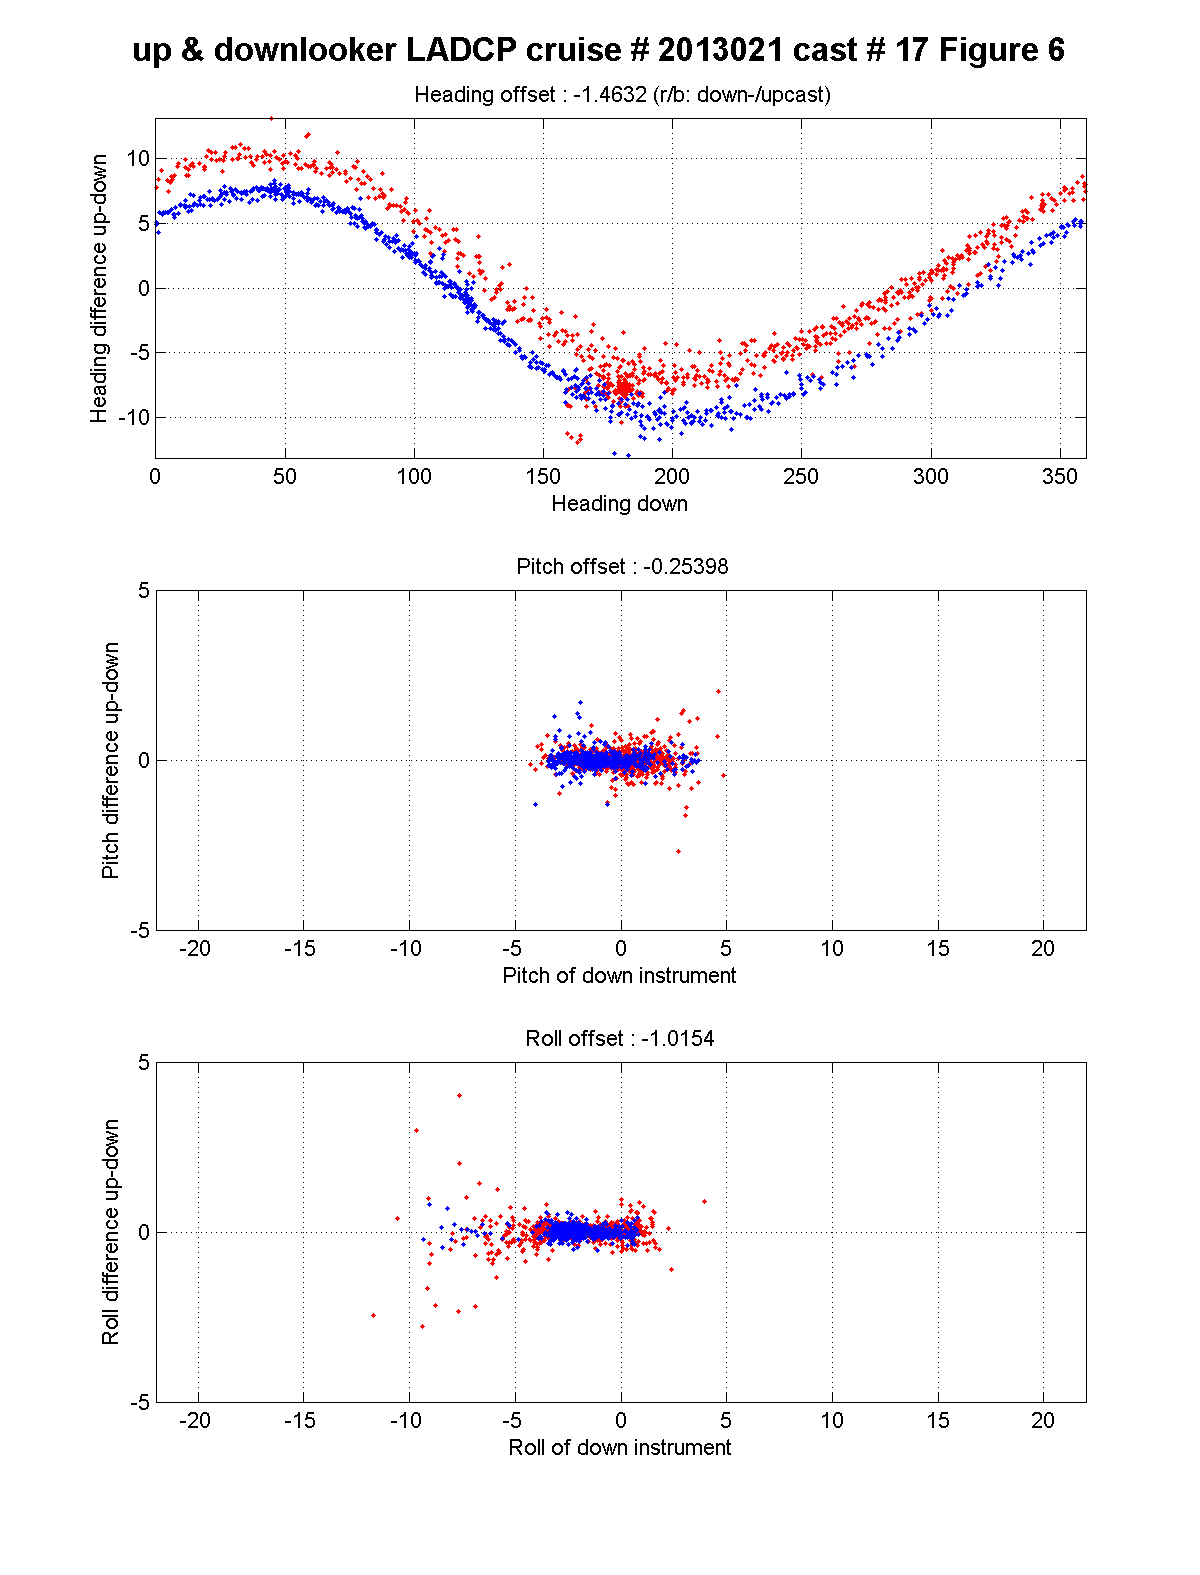 up & downlooker LADCP cruise # 2013021 cast # 17 Figure 6
Heading offset : -1.4632 (r/b: down-/upcast)
Heading difference up-down
10
5
0
-5
-10
0 50 100 150 200 250 300 350
Heading down
Pitch offset : -0.25398
Pitch difference up-down
5
0
-5
-20 -15 -10 -5 0 5 10 15 20
Pitch of down instrument
Roll offset : -1.0154
Roll difference up-down
5
0
-5
-20 -15 -10 -5 0 5 10 15 20
Roll of down instrument